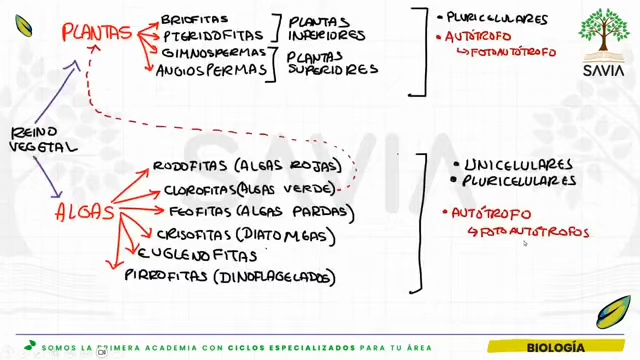 PLANTAS
BRIOFITAS
PTERIDOFITAS
GIMNOSPERMAS
ANGIOSPERMAS
PLANTAS
INFERIORES
PLANTAS
SUPERIORES
• PLURICELULARES
• AUTÓTROFO
↳ FOTOAUTÓTROFO
SAVIA
REINO
VEGETAL
SAVIA
ALGAS
RODOFITAS (ALGAS ROJAS)
CLOROFITAS (ALGAS VERDE)
FEOFITAS (ALGAS PARDAS)
CRISOFITAS (DIATOMEAS)
EUGLENOFITAS
PIRROFITAS (DINOFLAGELADOS)
• UNICELULARES
• PLURICELULARES
• AUTÓTROFO
↳ FOTOAUTÓTROFOS
SOMOS LA PRIMERA ACADEMIA CON CICLOS ESPECIALIZADOS PARA TU ÁREA
BIOLOGÍA